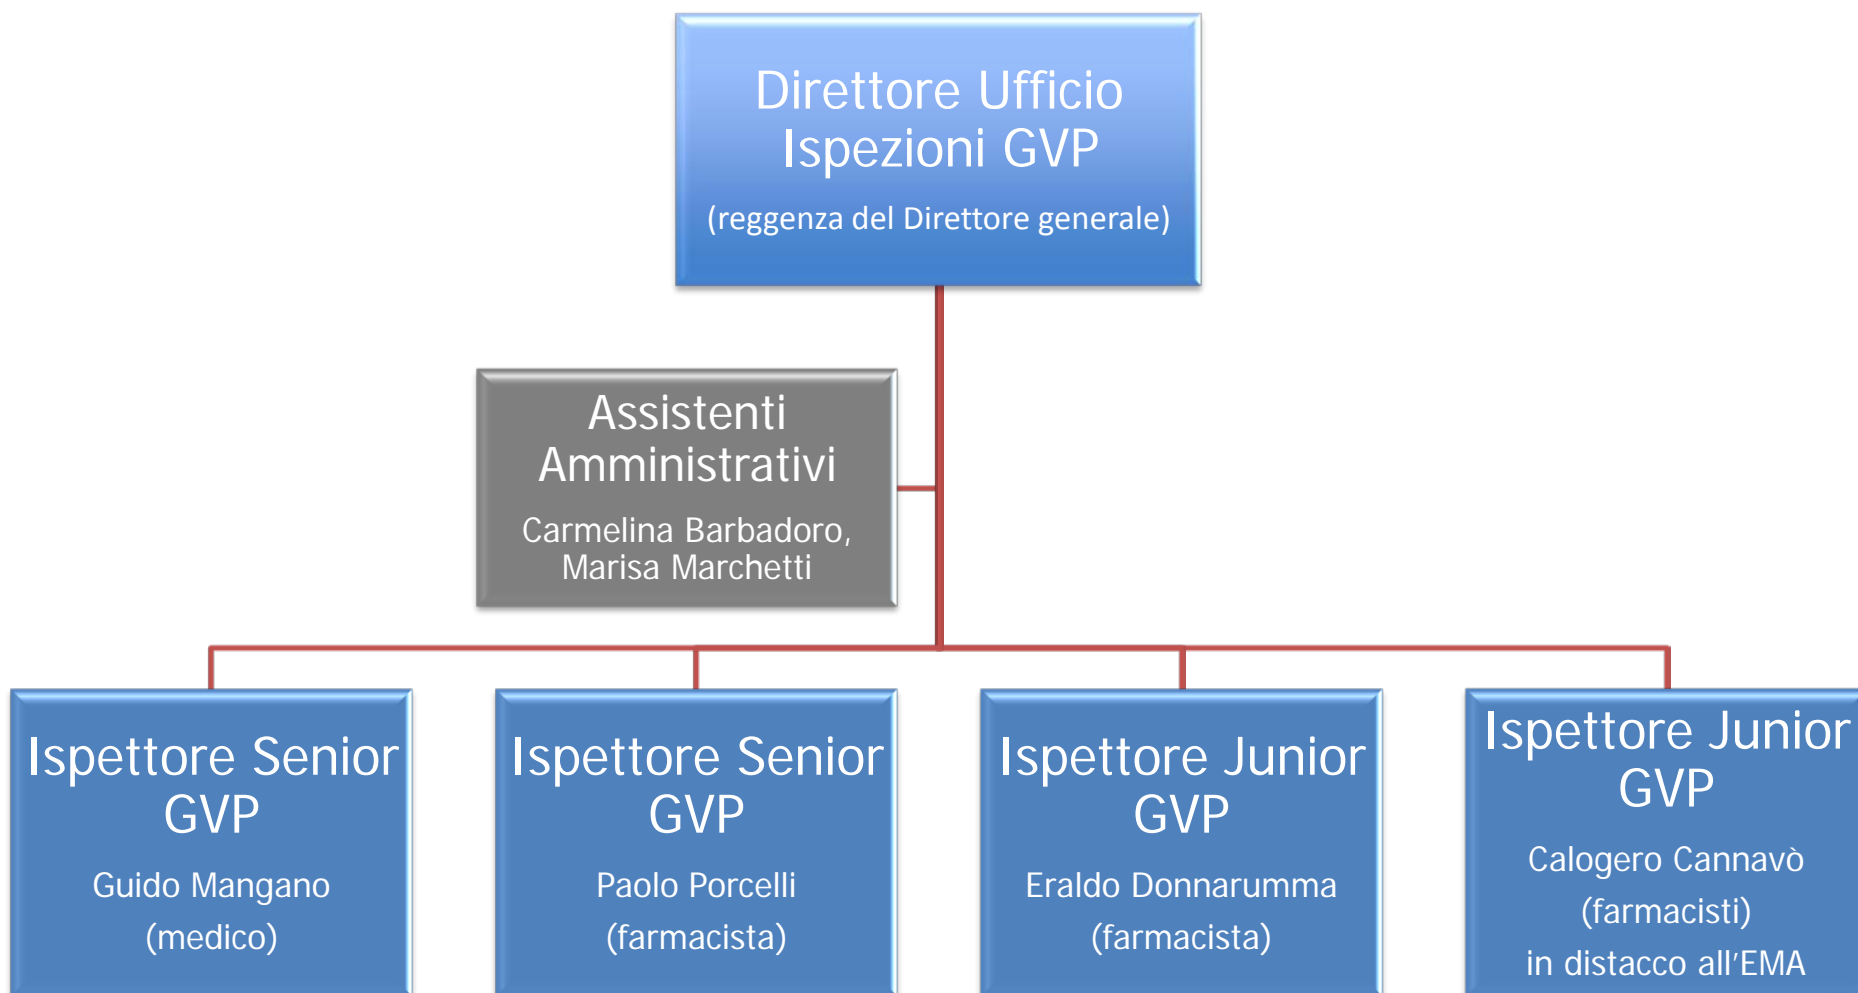 Direttore Ufficio
Ispezioni GVP
(reggenza del Direttore generale)
Assistenti
Amministrativi
Carmelina Barbadoro,
Marisa Marchetti
Ispettore Senior
GVP
Guido Mangano
(medico)
Ispettore Senior
GVP
Paolo Porcelli
(farmacista)
Ispettore Junior
GVP
Eraldo Donnarumma
(farmacista)
Ispettore Junior
GVP
Calogero Cannavò
(farmacisti)
in distacco all'EMA